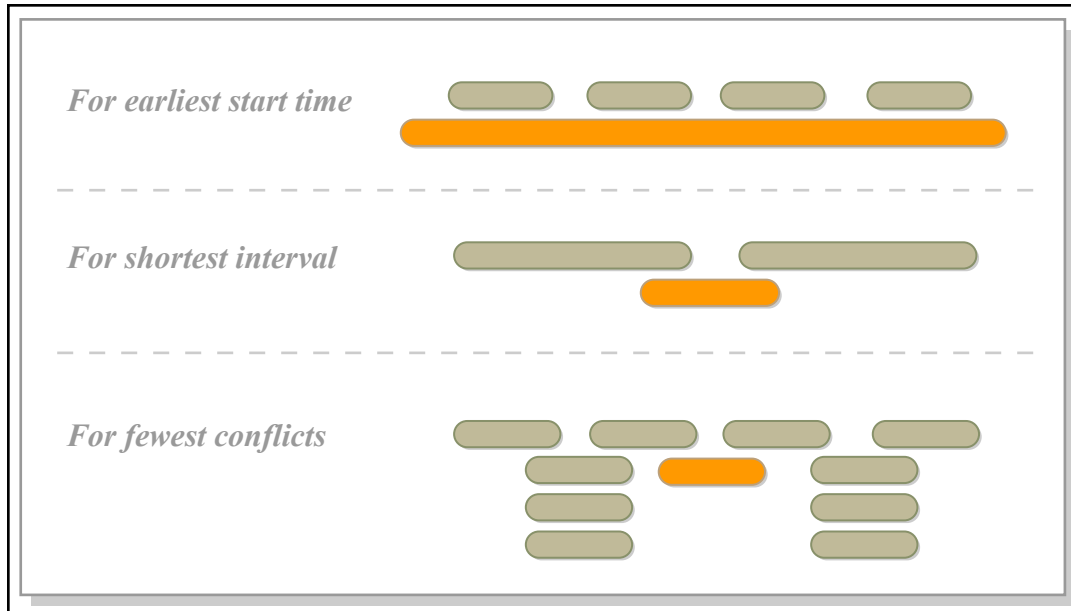 For earliest start time
For shortest interval
For fewest conflicts